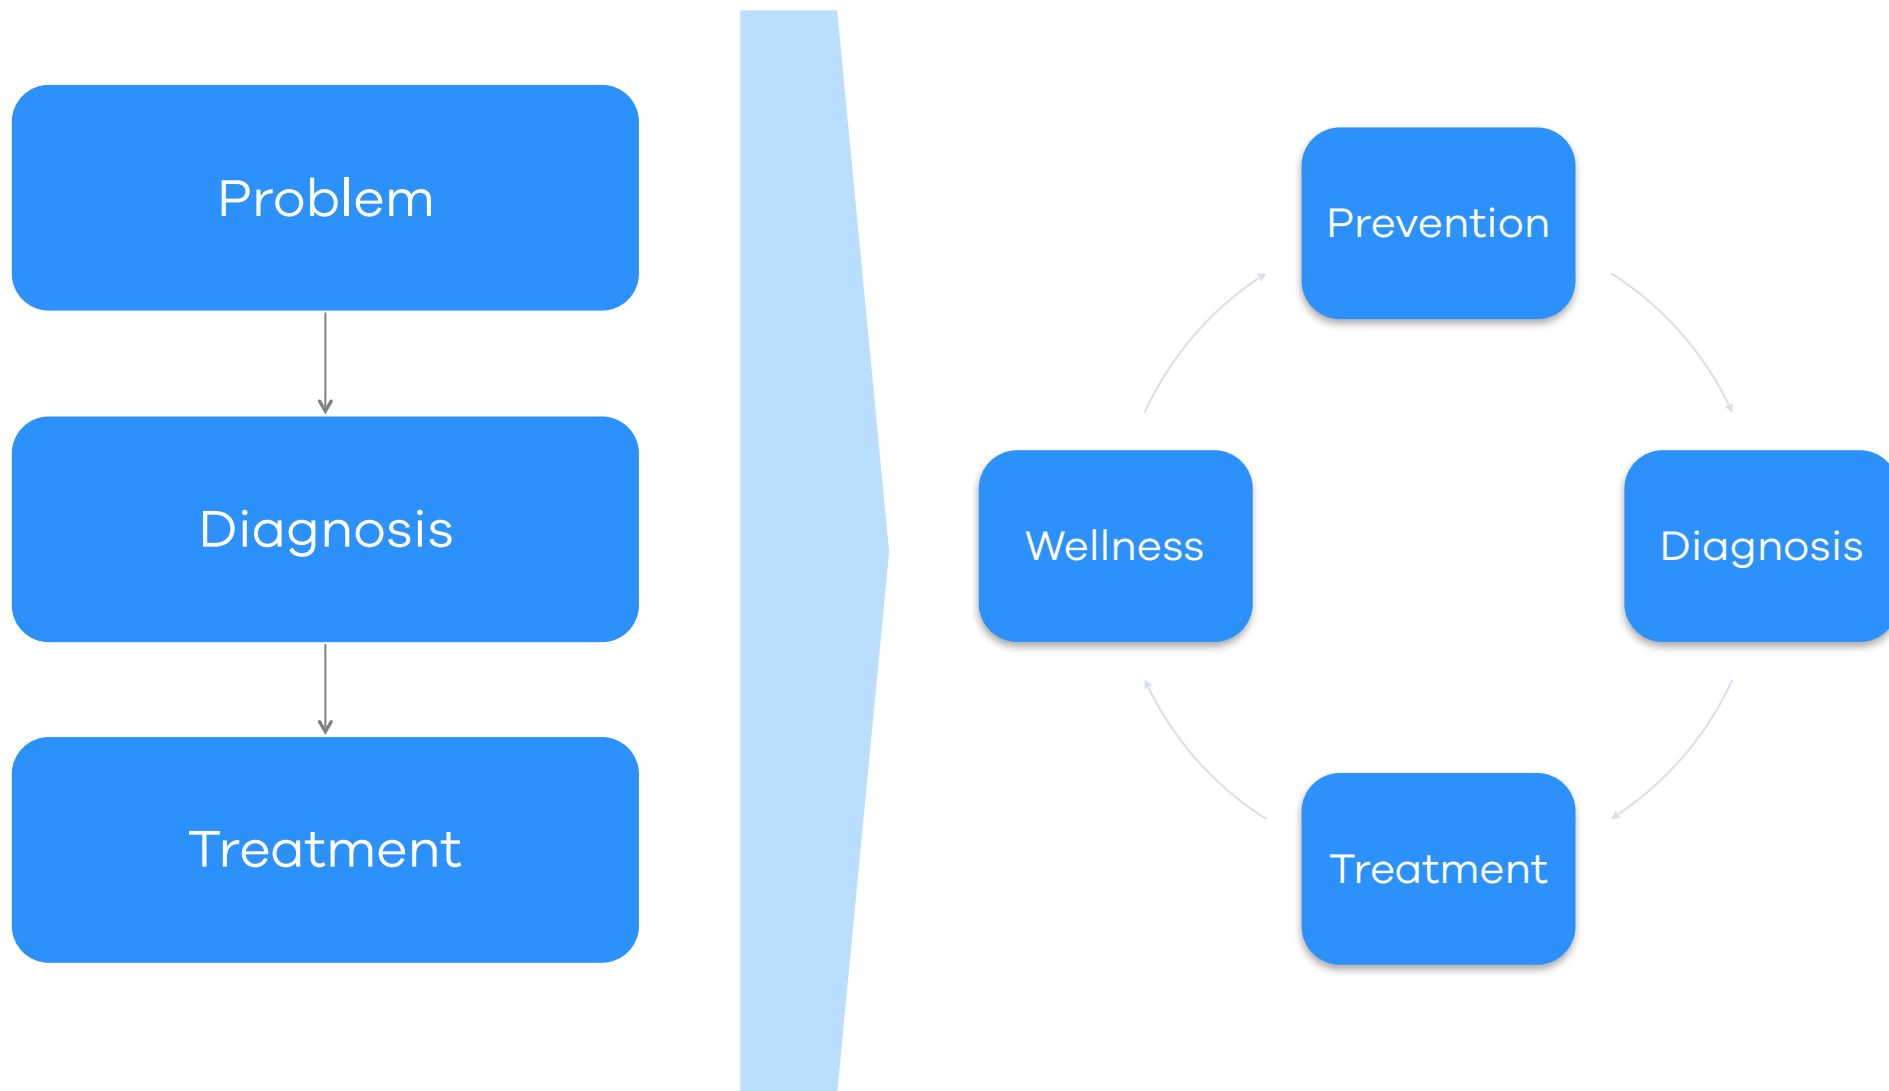 Problem
Diagnosis
Treatment
Prevention
Wellness
Diagnosis
Treatment